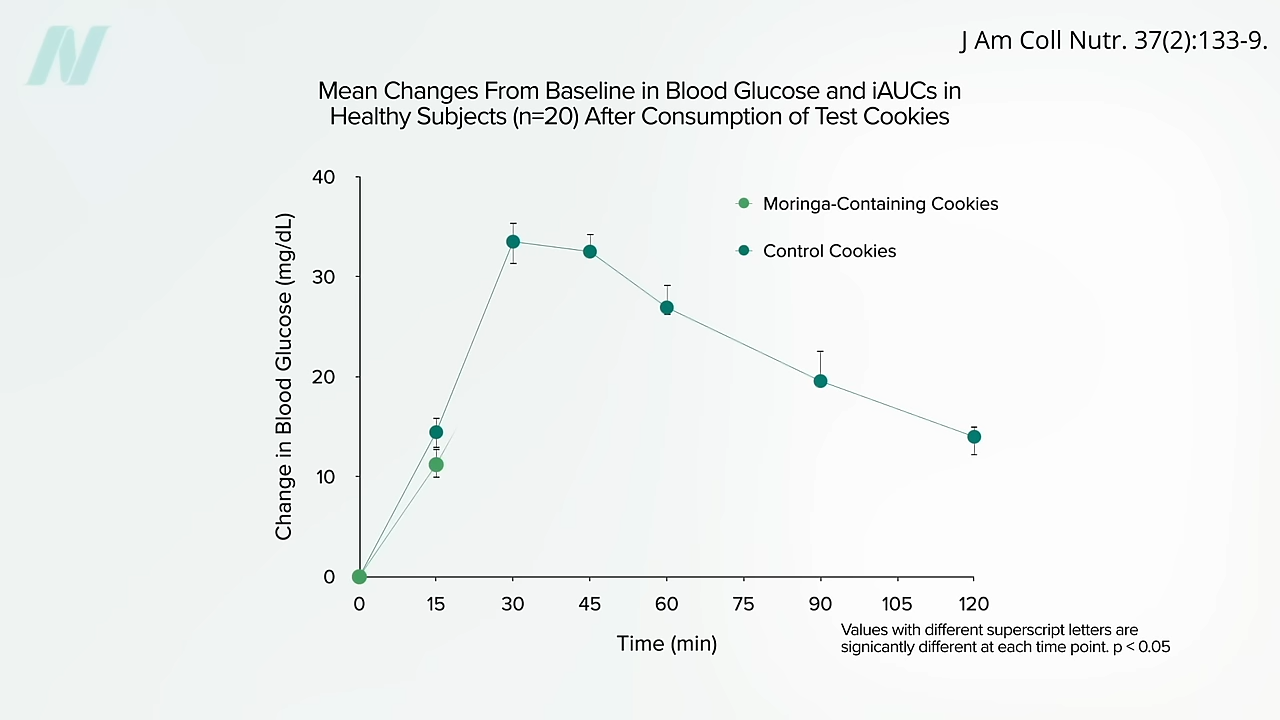 N
J Am Coll Nutr. 37(2):133-9.
Mean Changes From Baseline in Blood Glucose and iAUCs in
Healthy Subjects (n=20) After Consumption of Test Cookies
Change in Blood Glucose (mg/dL)
40
30
20
10
0
Moringa-Containing Cookies
Control Cookies
0 15 30 45 60 75 90 105 120
Time (min)
Values with different superscript letters are
signicantly different at each time point. p < 0.05